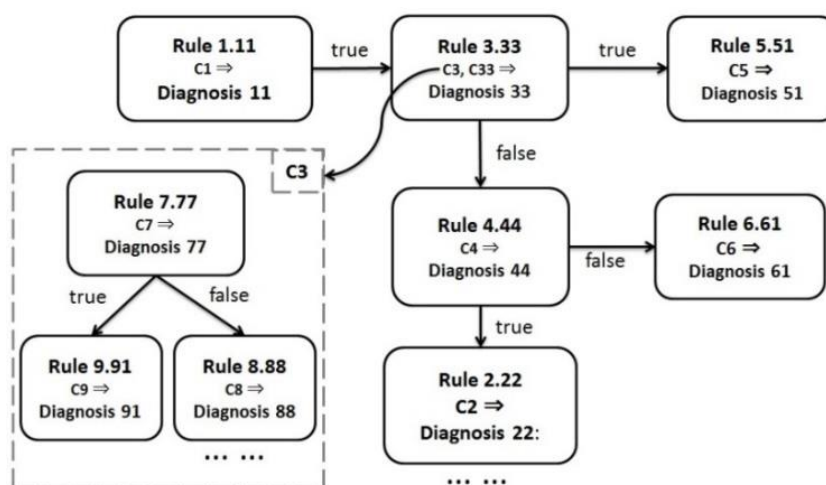 Rule 1.11
C1 ⇒
Diagnosis 11
true
Rule 3.33
C3, C33 ⇒
Diagnosis 33
true
Rule 5.51
C5 ⇒
Diagnosis 51
false
C3
Rule 7.77
C7 ⇒
Diagnosis 77
true
false
Rule 9.91
C9 ⇒
Diagnosis 91
Rule 8.88
C8 ⇒
Diagnosis 88
... ...
Rule 4.44
C4 ⇒
Diagnosis 44
false
Rule 6.61
C6 ⇒
Diagnosis 61
true
Rule 2.22
C2 ⇒
Diagnosis 22:
... ...